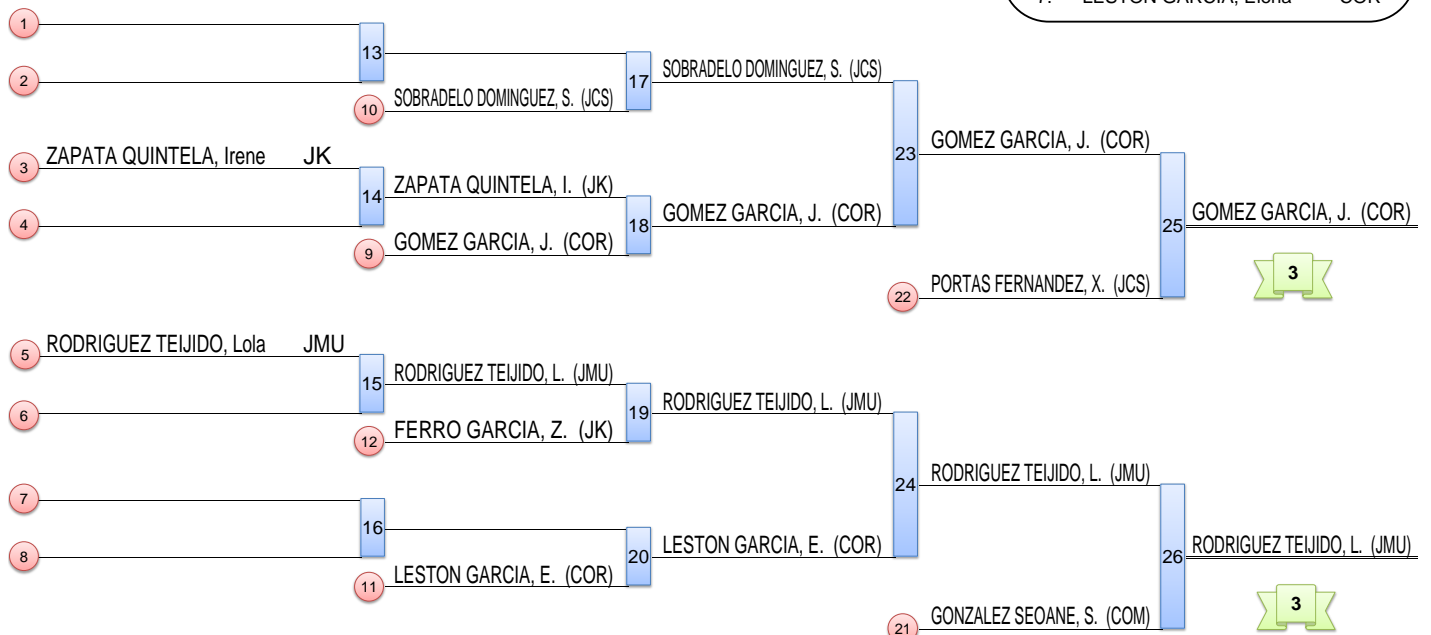 7. LESTON GARCIA, COR
1
13
2
17 SOBRADELO DOMINGUEZ, S. (JCS)
10 SOBRADELO DOMINGUEZ, S. (JCS)
23 GOMEZ GARCIA, J. (COR)
3 ZAPATA QUINTELA, Irene JK
14 ZAPATA QUINTELA, I. (JK)
18 GOMEZ GARCIA, J. (COR)
25 GOMEZ GARCIA, J. (COR)
4
9 GOMEZ GARCIA, J. (COR)
3
22 PORTAS FERNANDEZ, X. (JCS)
5 RODRIGUEZ TEIJIDO, Lola JMU
15 RODRIGUEZ TEIJIDO, L. (JMU)
19 RODRIGUEZ TEIJIDO, L. (JMU)
6
12 FERRO GARCIA, Z. (JK)
24 RODRIGUEZ TEIJIDO, L. (JMU)
7
16
20 LESTON GARCIA, E. (COR)
26 RODRIGUEZ TEIJIDO, L. (JMU)
8
11 LESTON GARCIA, E. (COR)
3
21 GONZALEZ SEOANE, S. (COM)